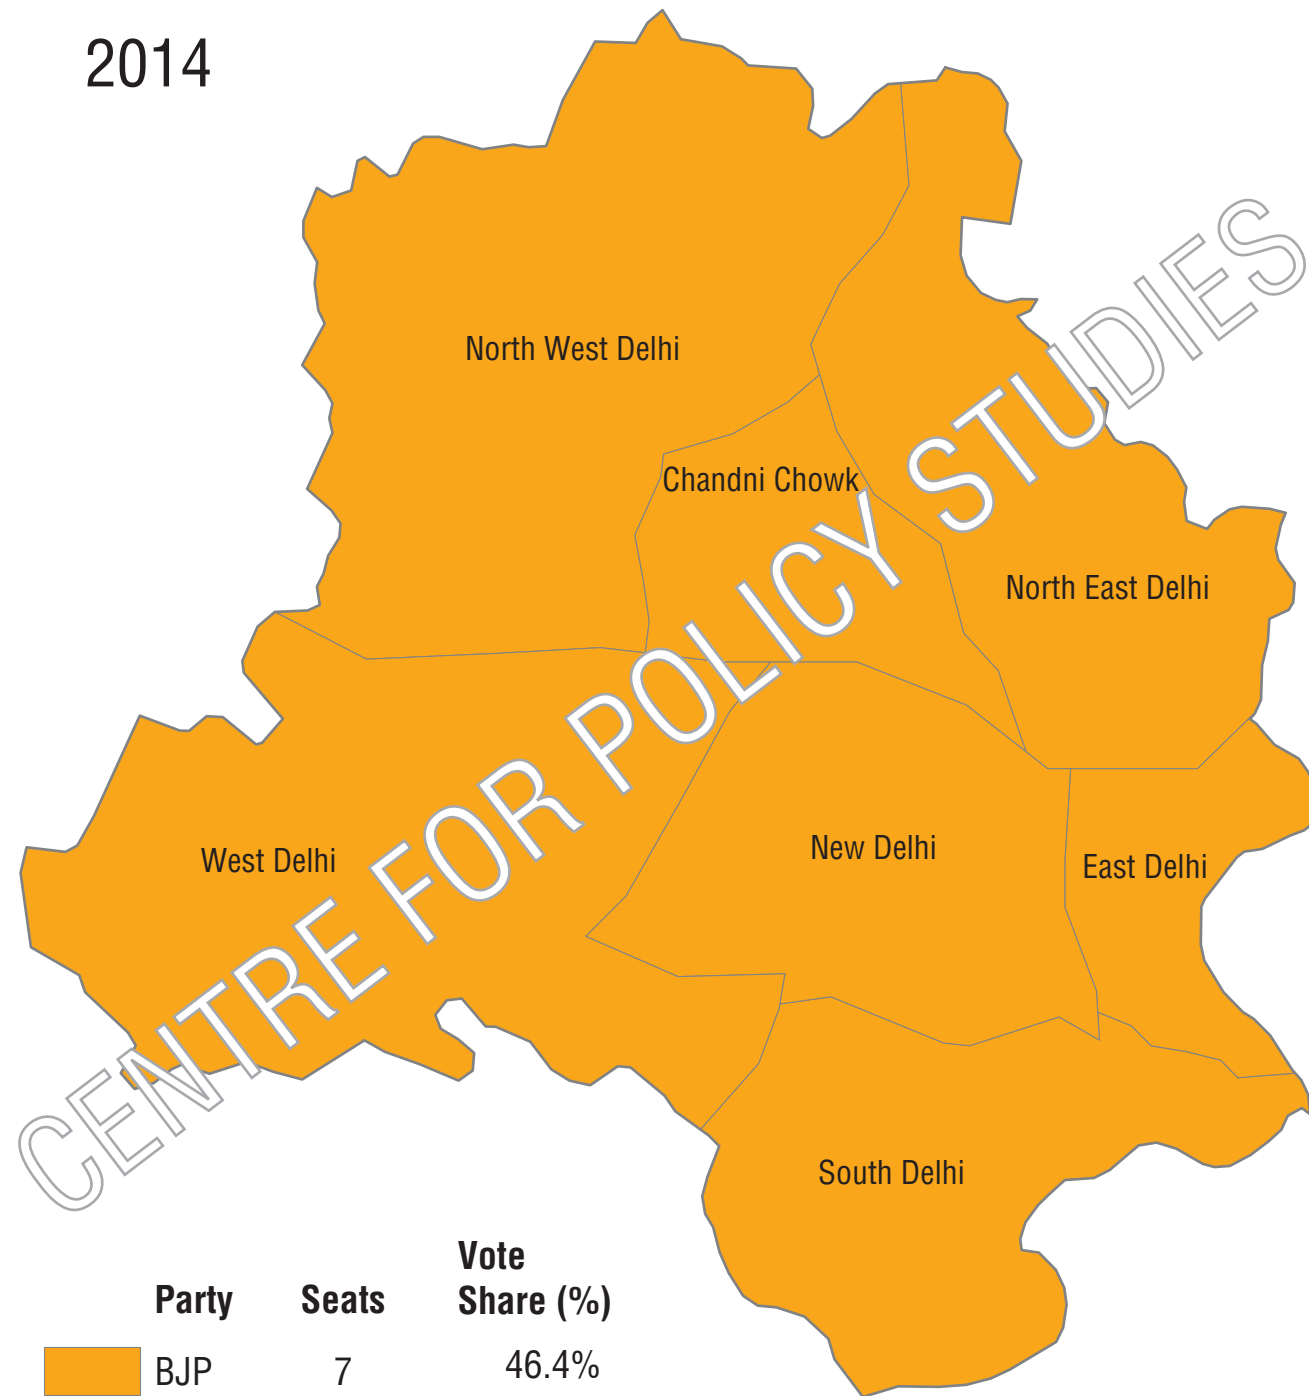 2014
North West Delhi
Chandni Chowk
North East Delhi
New Delhi
West Delhi
East Delhi
South Delhi
CENTRE FOR POLICY STUDIES
Vote
Party Seats Share (%)
BJP 7 46.4%